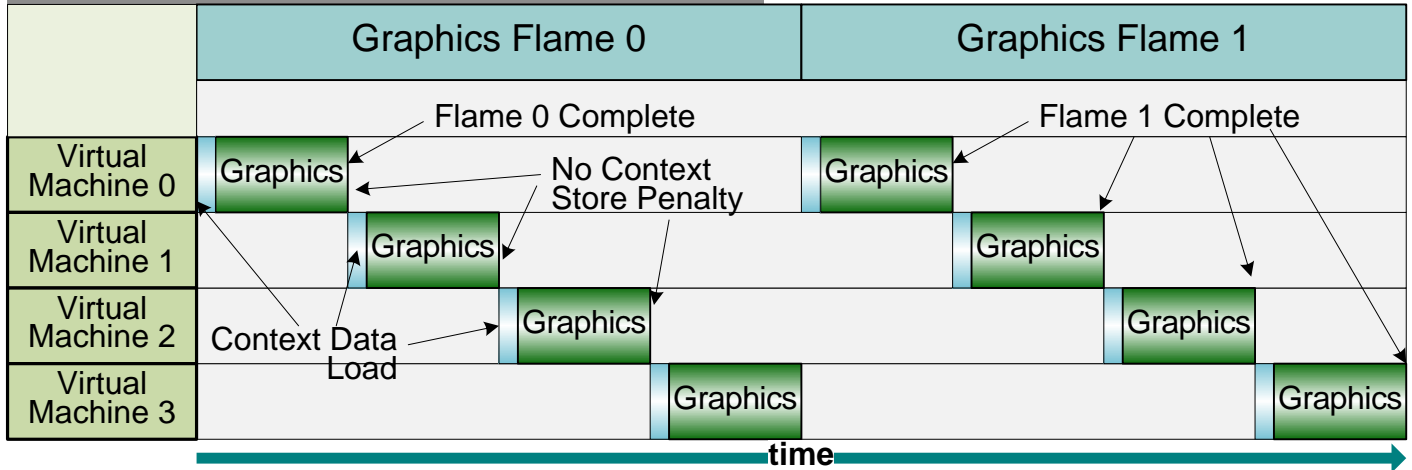 Graphics Flame 0
Graphics Flame 1
Flame 0 Complete
Flame 1 Complete
Virtual
Machine 0
Graphics
No Context
Store Penalty
Graphics
Virtual
Machine 1
Graphics
Graphics
Virtual
Machine 2
Context Data
Load
Graphics
Graphics
Virtual
Machine 3
Graphics
Graphics
time